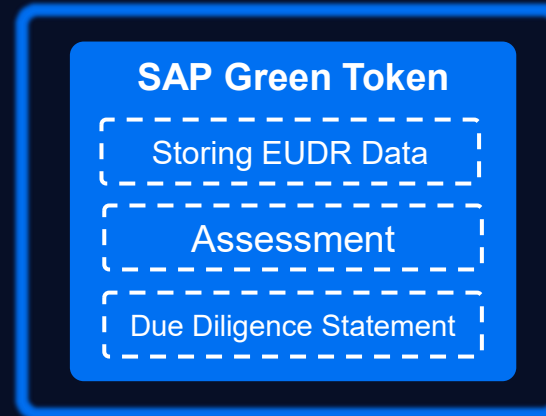 SAP Green Token
Storing EUDR Data
Assessment
Due Diligence Statement